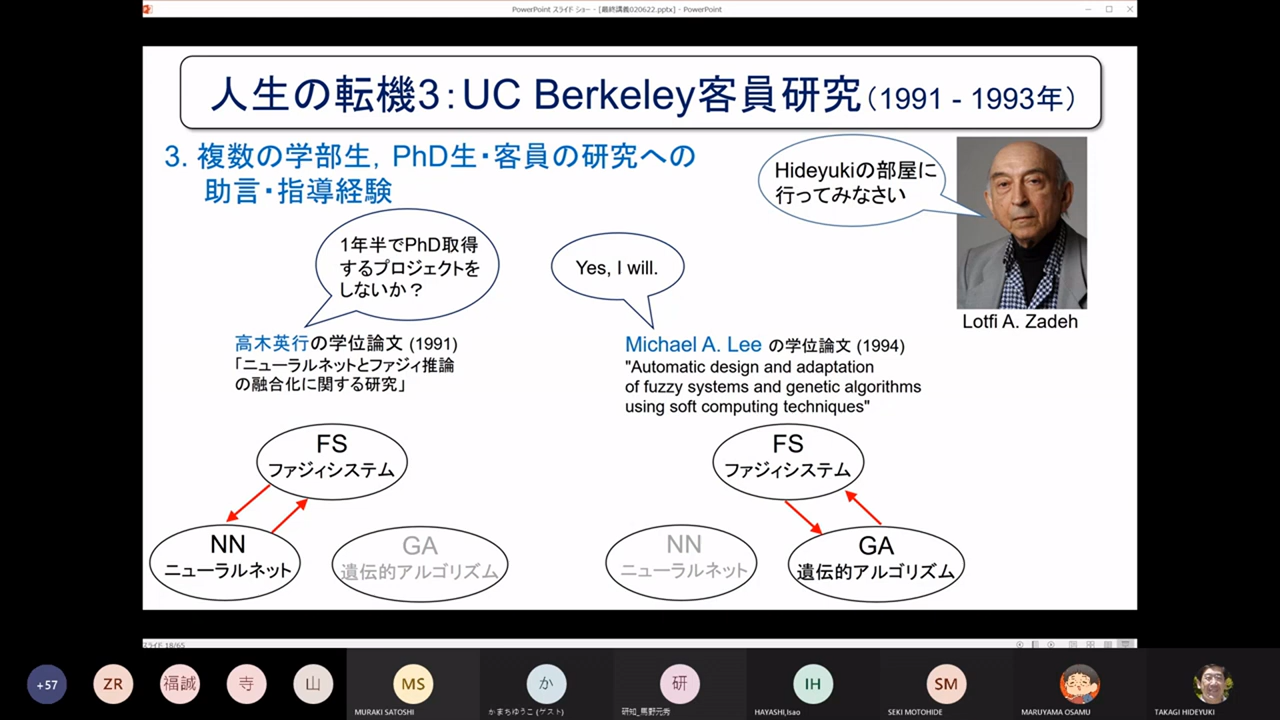 PowerPoint スライド ショー - [最終講義020622.pptx] - PowerPoint
人生の転機3：UC Berkeley客員研究（1991 - 1993年）
3. 複数の学部生，PhD生・客員の研究への
助言・指導経験
Hideyukiの部屋に
行ってみなさい
Lotfi A. Zadeh
1年半でPhD取得
するプロジェクトを
しないか？
Yes, I will.
高木英行の学位論文 (1991)
「ニューラルネットとファジィ推論
の融合化に関する研究」
Michael A. Lee の学位論文 (1994)
"Automatic design and adaptation
of fuzzy systems and genetic algorithms
using soft computing techniques"
FS
ファジィシステム
NN
ニューラルネット
GA
遺伝的アルゴリズム
FS
ファジィシステム
NN
ニューラルネット
GA
遺伝的アルゴリズム
スライド 18/65
+57
ZR
福誠
寺
山
MS
MURAKI SATOSHI
か
かまちゆうこ (ゲスト)
研
研知_馬野元秀
IH
HAYASHI,Isao
SM
SEKI MOTOHIDE
MARUYAMA OSAMU
TAKAGI HIDEYUKI